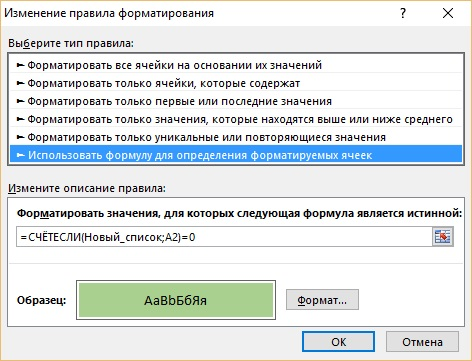 Изменение правила форматирования
? ×
Выберите тип правила:
► Форматировать все ячейки на основании их значений
► Форматировать только ячейки, которые содержат
► Форматировать только первые или последние значения
► Форматировать только значения, которые находятся выше или ниже среднего
► Форматировать только уникальные или повторяющиеся значения
► Использовать формулу для определения форматируемых ячеек
Измените описание правила:
Форматировать значения, для которых следующая формула является истинной:
=СЧЁТЕСЛИ(Новый_список;A2)=0
Образец:
АаВbБбЯя
Формат...
ОК
Отмена